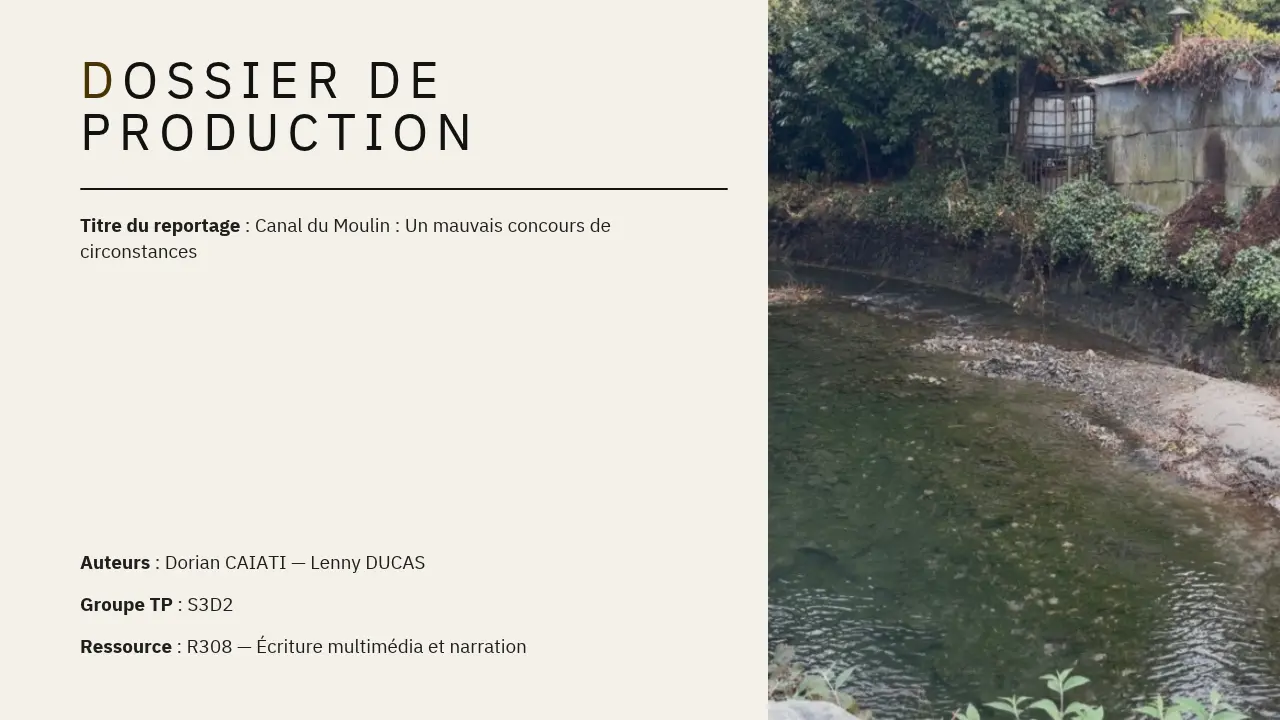 DOSSIER DE
PRODUCTION
Titre du reportage : Canal du Moulin : Un mauvais concours de
circonstances
Auteurs : Dorian CAIATI — Lenny DUCAS
Groupe TP : S3D2
Ressource : R308 — Écriture multimédia et narration